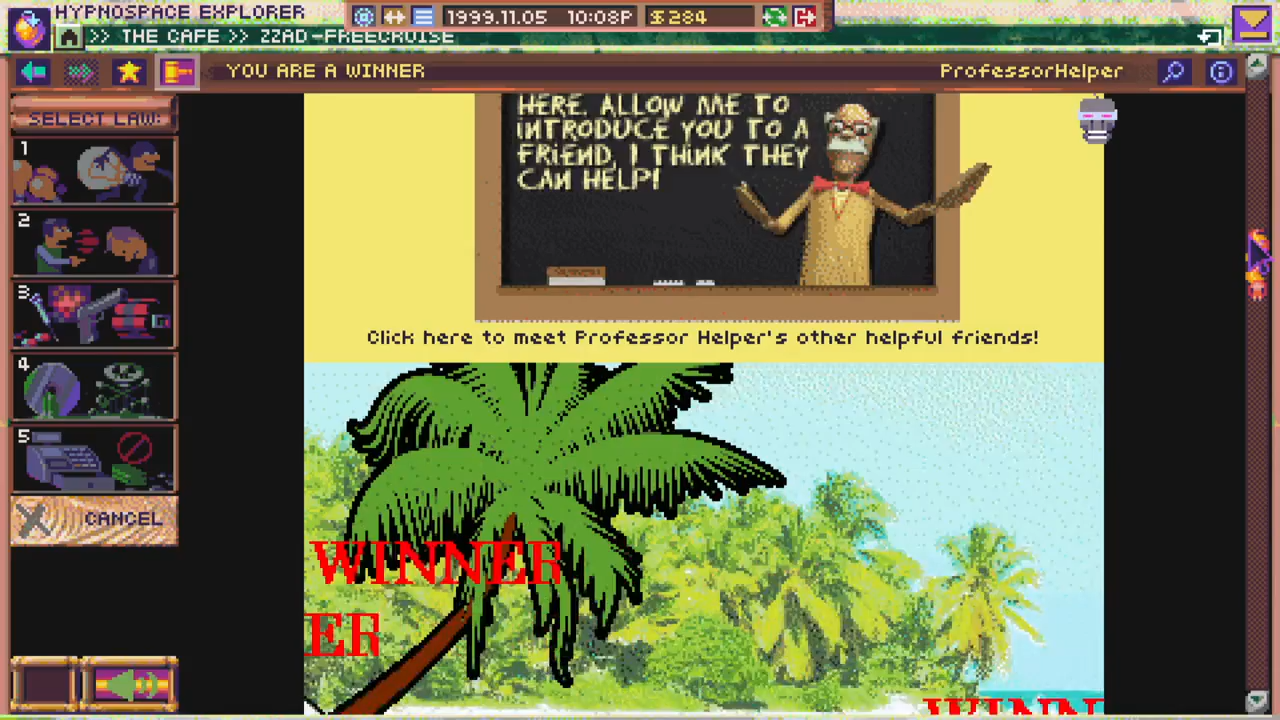 HYPNOSPACE EXPLORER
1999.11.05 10:08P
284
>> THE CAFE >> ZZAD-FREECRUISE
YOU ARE A WINNER
ProfessorHelper
SELECT LAW:
1
2
3
4
5
CANCEL
HERE. ALLOW ME TO
INTRODUCE YOU TO A
FRIEND, I THINK THEY
CAN HELP!
Click here to meet Professor Helper's other helpful friends!
WINNER
ER
WINN